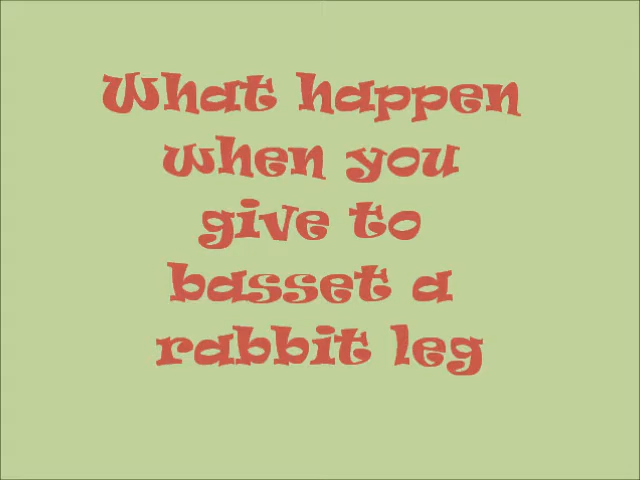 What happen
when you
give to
basset a
rabbit leg